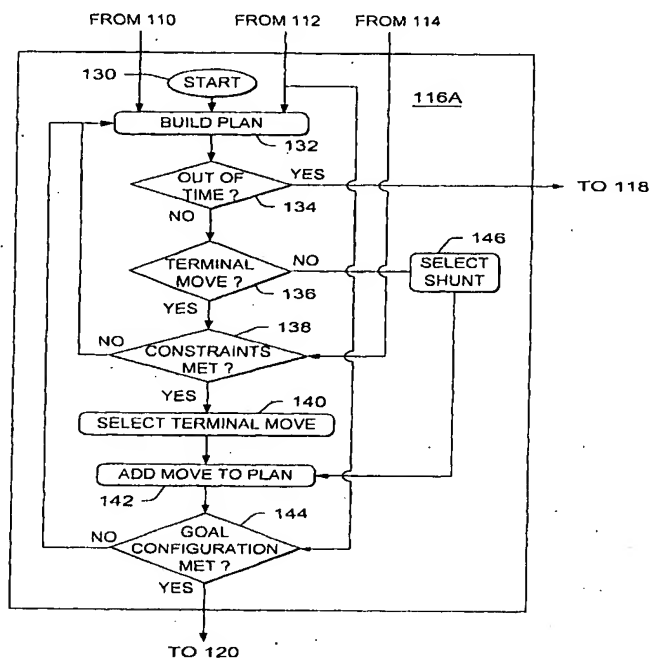 FROM 110
FROM 112
FROM 114
130
START
116A
BUILD PLAN
132
OUT OF
TIME ?
YES
134
TO 118
NO
TERMINAL
MOVE ?
NO
136
146
SELECT
SHUNT
YES
138
NO
CONSTRAINTS
MET ?
YES
140
SELECT TERMINAL MOVE
ADD MOVE TO PLAN
142
144
NO
GOAL
CONFIGURATION
MET ?
YES
TO 120